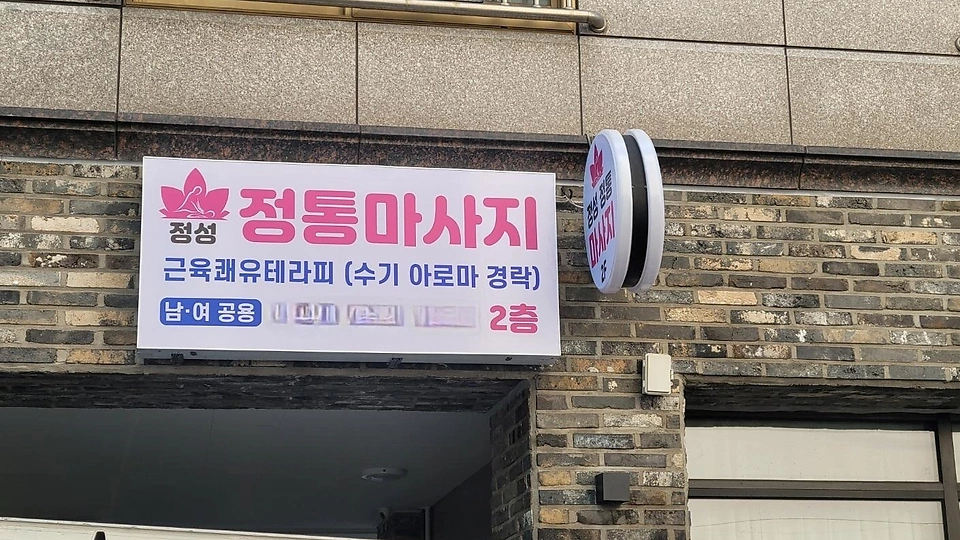 정성
정통마사지
근육쾌유테라피 (수기 아로마 경락)
남·여 공용
2층
정성 정통
마사지
2F